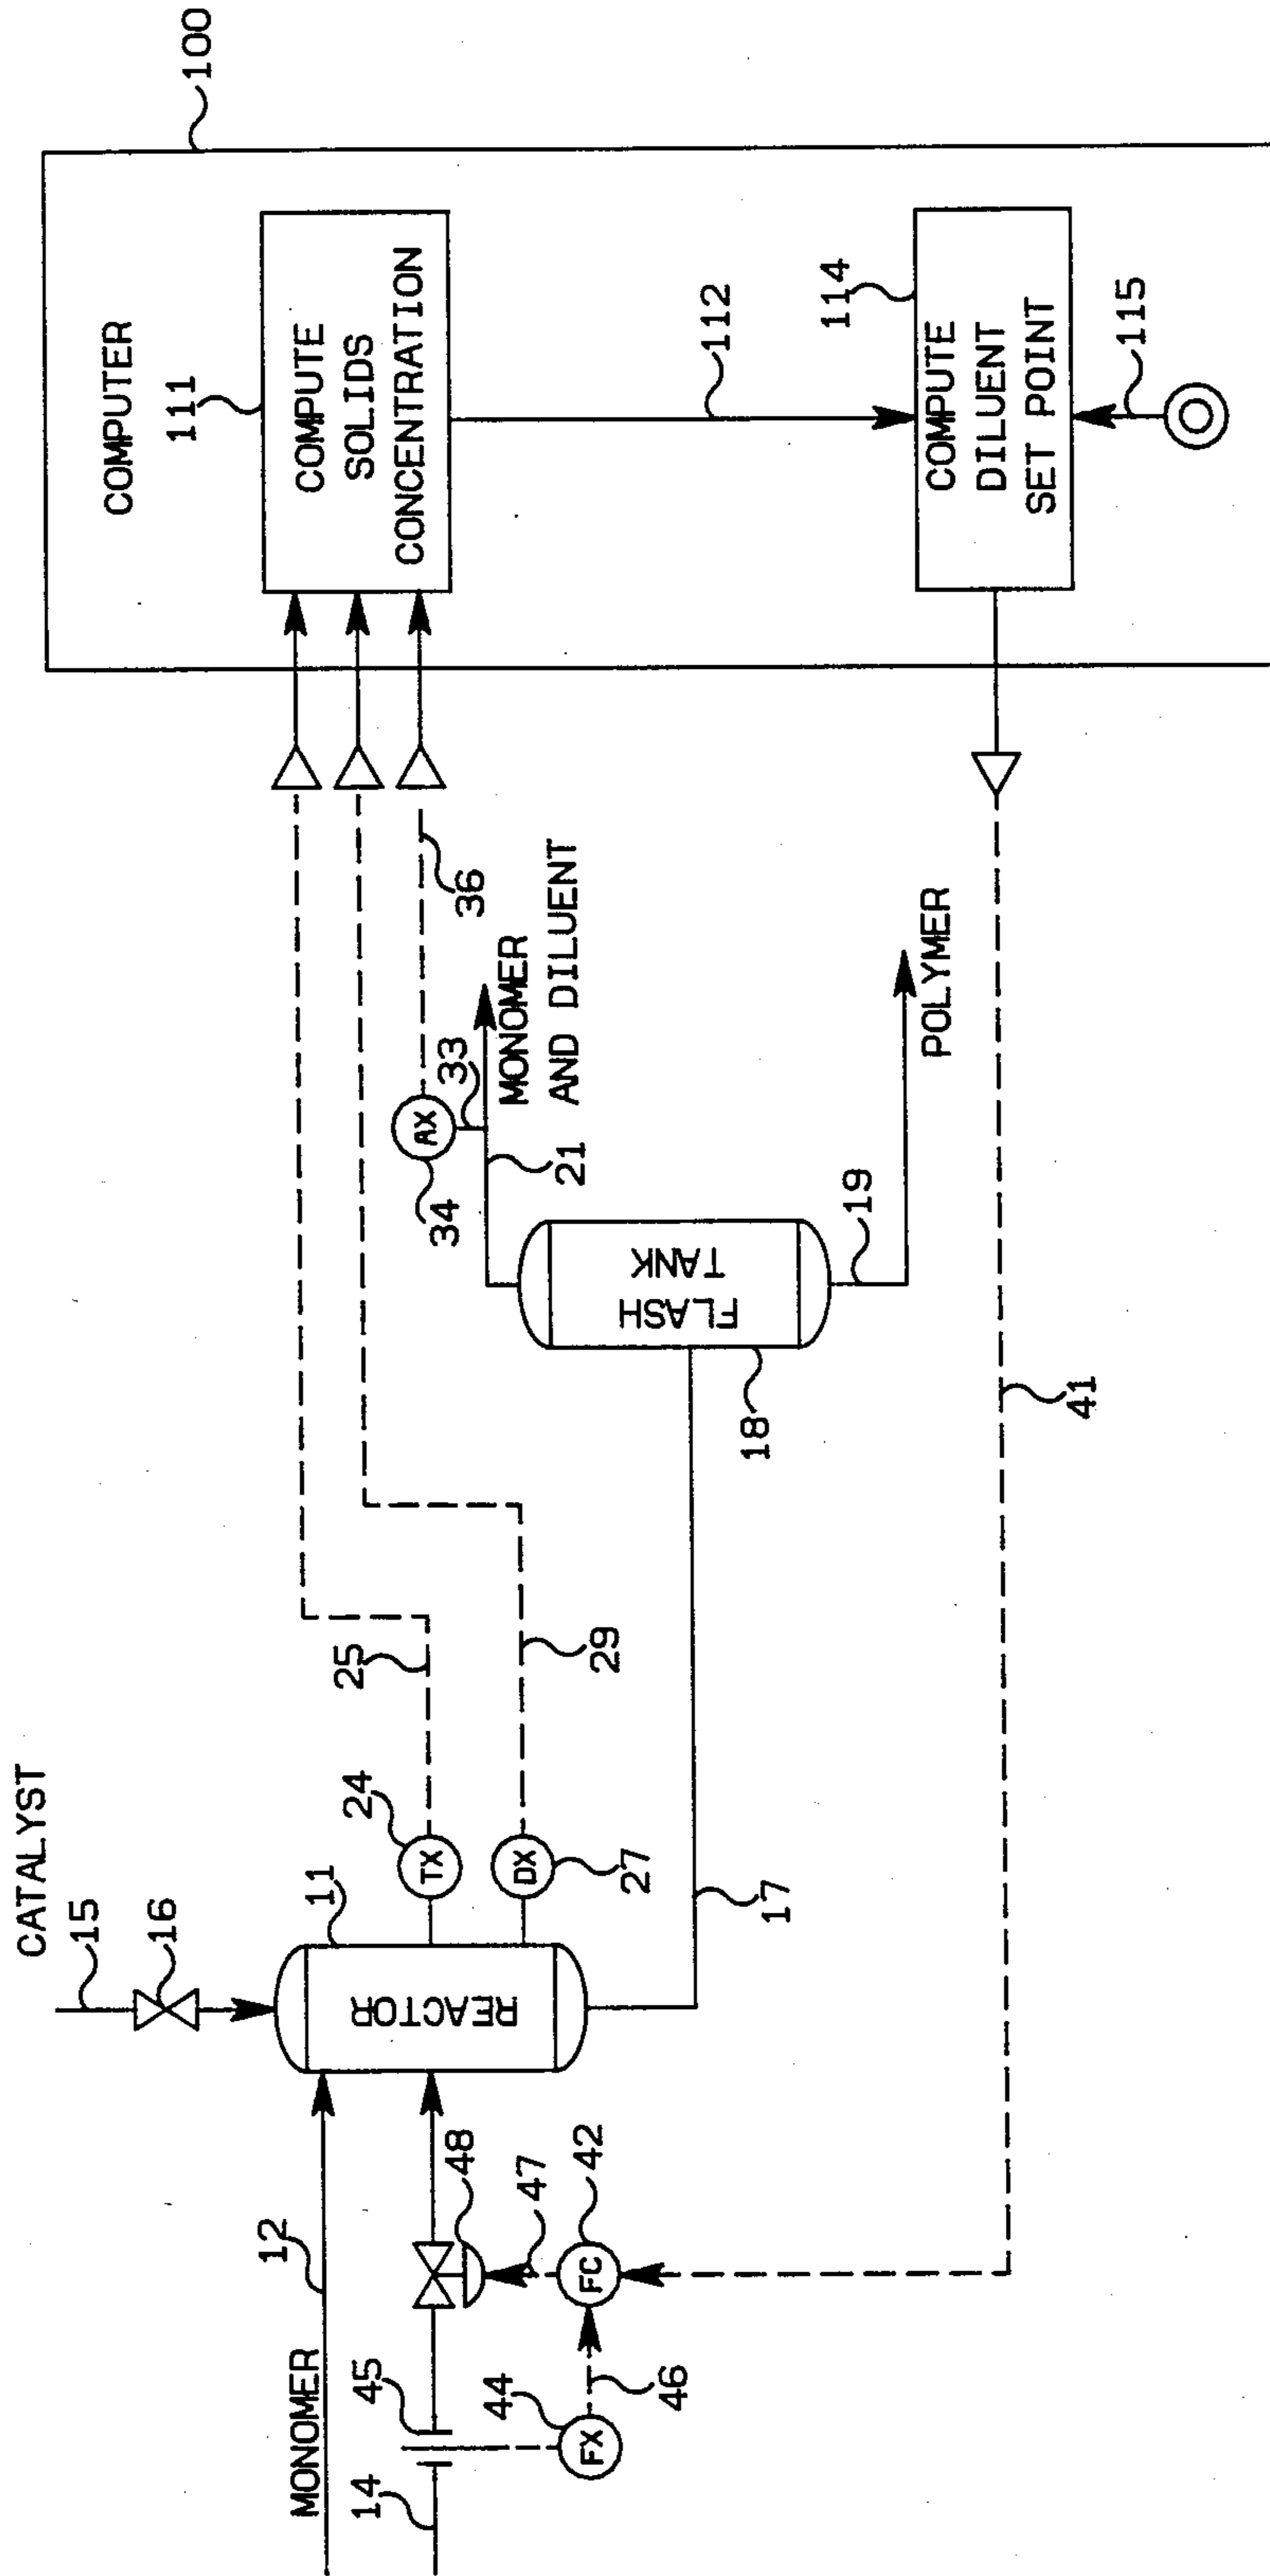 COMPUTER
100
111
COMPUTE
SOLIDS
CONCENTRATION
112
114
COMPUTE
DILUENT
SET POINT
115
CATALYST
15
16
11
REACTOR
24
TX
25
DX
27
29
17
FLASH
TANK
18
19
POLYMER
21
33
34
AX
36
MONOMER
AND DILUENT
41
MONOMER
12
14
45
44
FX
46
FC
42
47
48